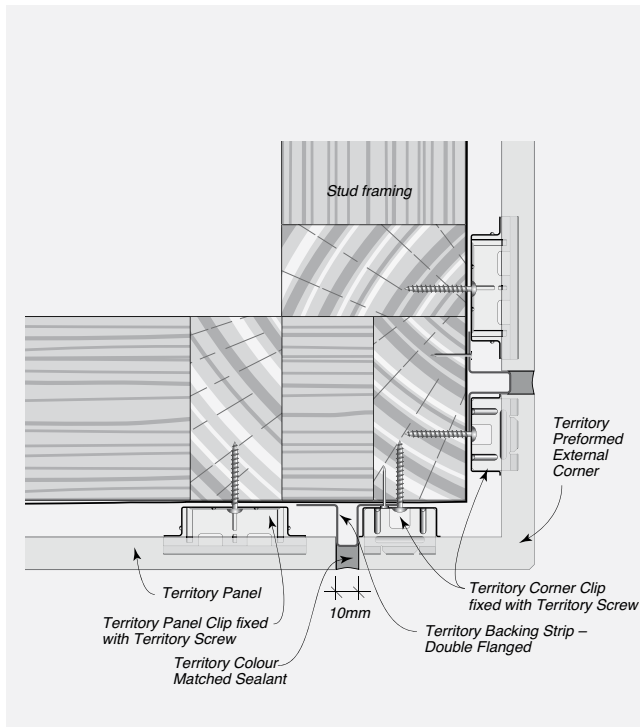 Stud framing
Territory
Preformed
External
Corner
Territory Panel
Territory Corner Clip
fixed with Territory Screw
10mm
Territory Panel Clip fixed
with Territory Screw
Territory Backing Strip –
Double Flanged
Territory Colour
Matched Sealant